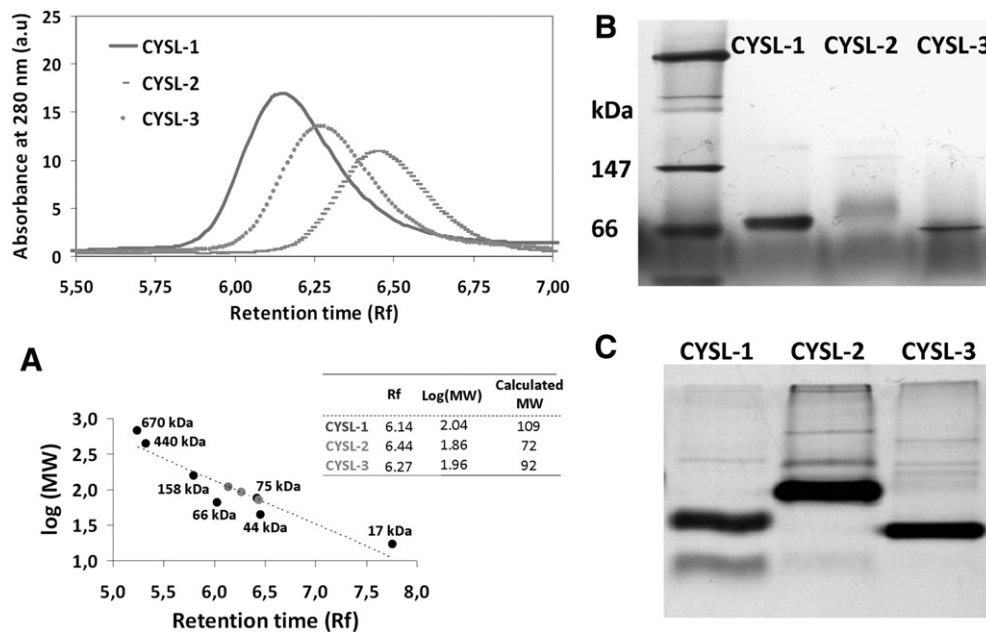 Absorbance at 280 nm (a.u)
25
20
15
10
5
0
CYSL-1
CYSL-2
CYSL-3
5,50 5,75 6,00 6,25 6,50 6,75 7,00
Retention time (Rf)
B
CYSL-1 CYSL-2 CYSL-3
kDa
147
66
A
log (MW)
3,0
2,5
2,0
1,5
1,0
670 kDa
440 kDa
158 kDa
66 kDa
75 kDa
44 kDa
17 kDa
5,0 5,5 6,0 6,5 7,0 7,5 8,0
Retention time (Rf)
Rf Log(MW) Calculated
MW
CYSL-1 6.14 2.04 109
CYSL-2 6.44 1.86 72
CYSL-3 6.27 1.96 92
C
CYSL-1 CYSL-2 CYSL-3